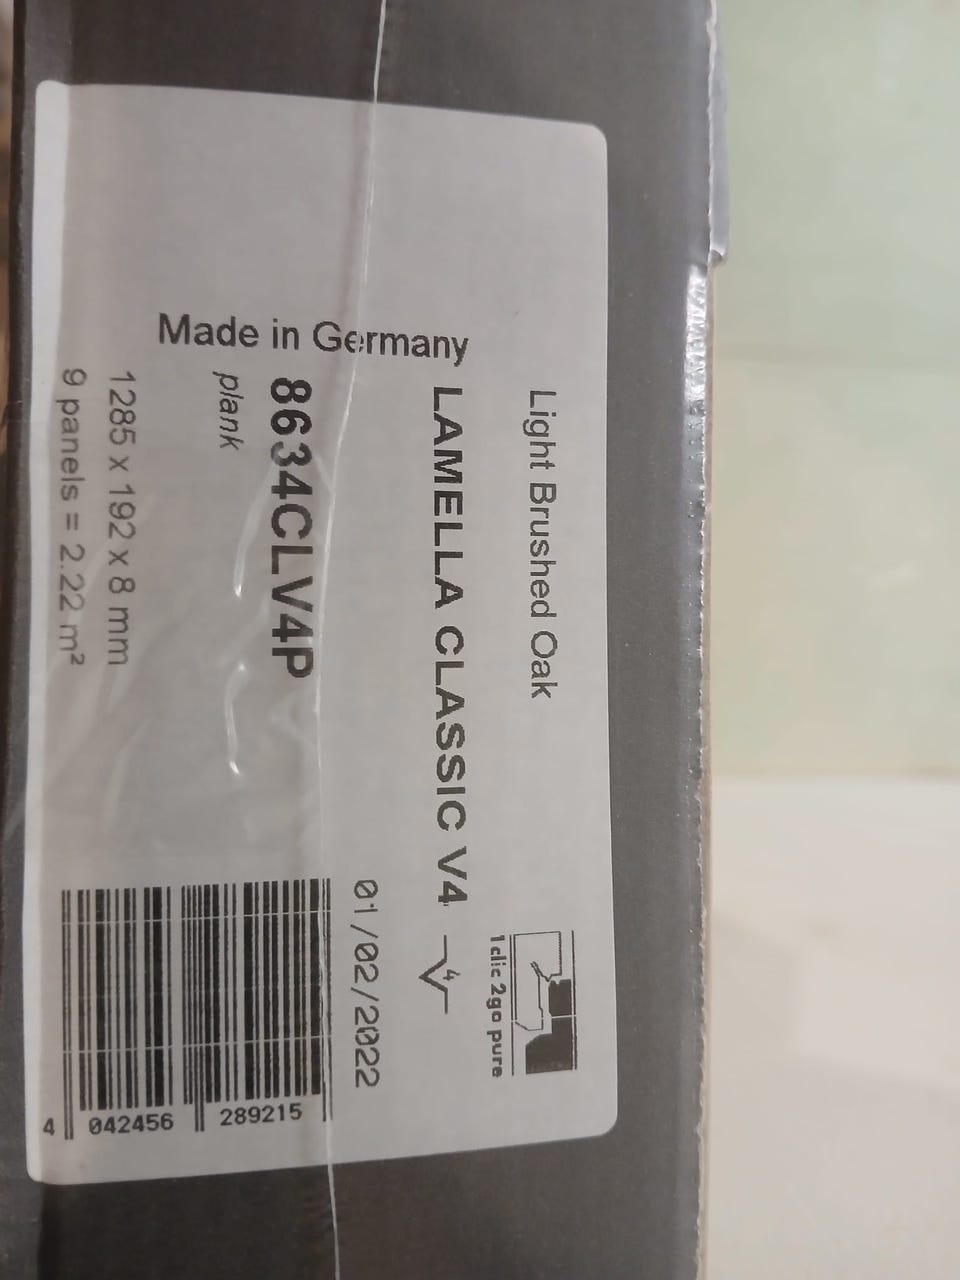 Light Brushed Oak
1clic 2go pure
LAMELLA CLASSIC V4 4
01/02/2022
Made in Germany
8634CLV4P
plank
1285 x 192 x 8 mm
9 panels = 2.22 m²
4 042456 289215